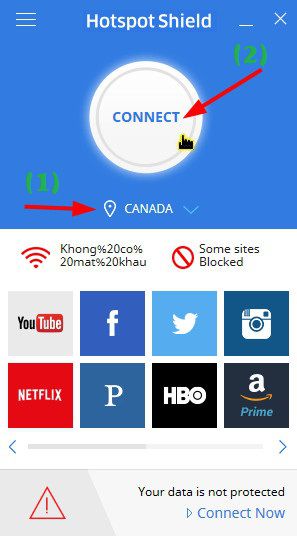 Hotspot Shield
(2)
CONNECT
(1)
CANADA
Khong%20co%
20mat%20khau
Some sites
Blocked
YouTube
f
NETFLIX
P
HBO
a
Prime
Your data is not protected
Connect Now